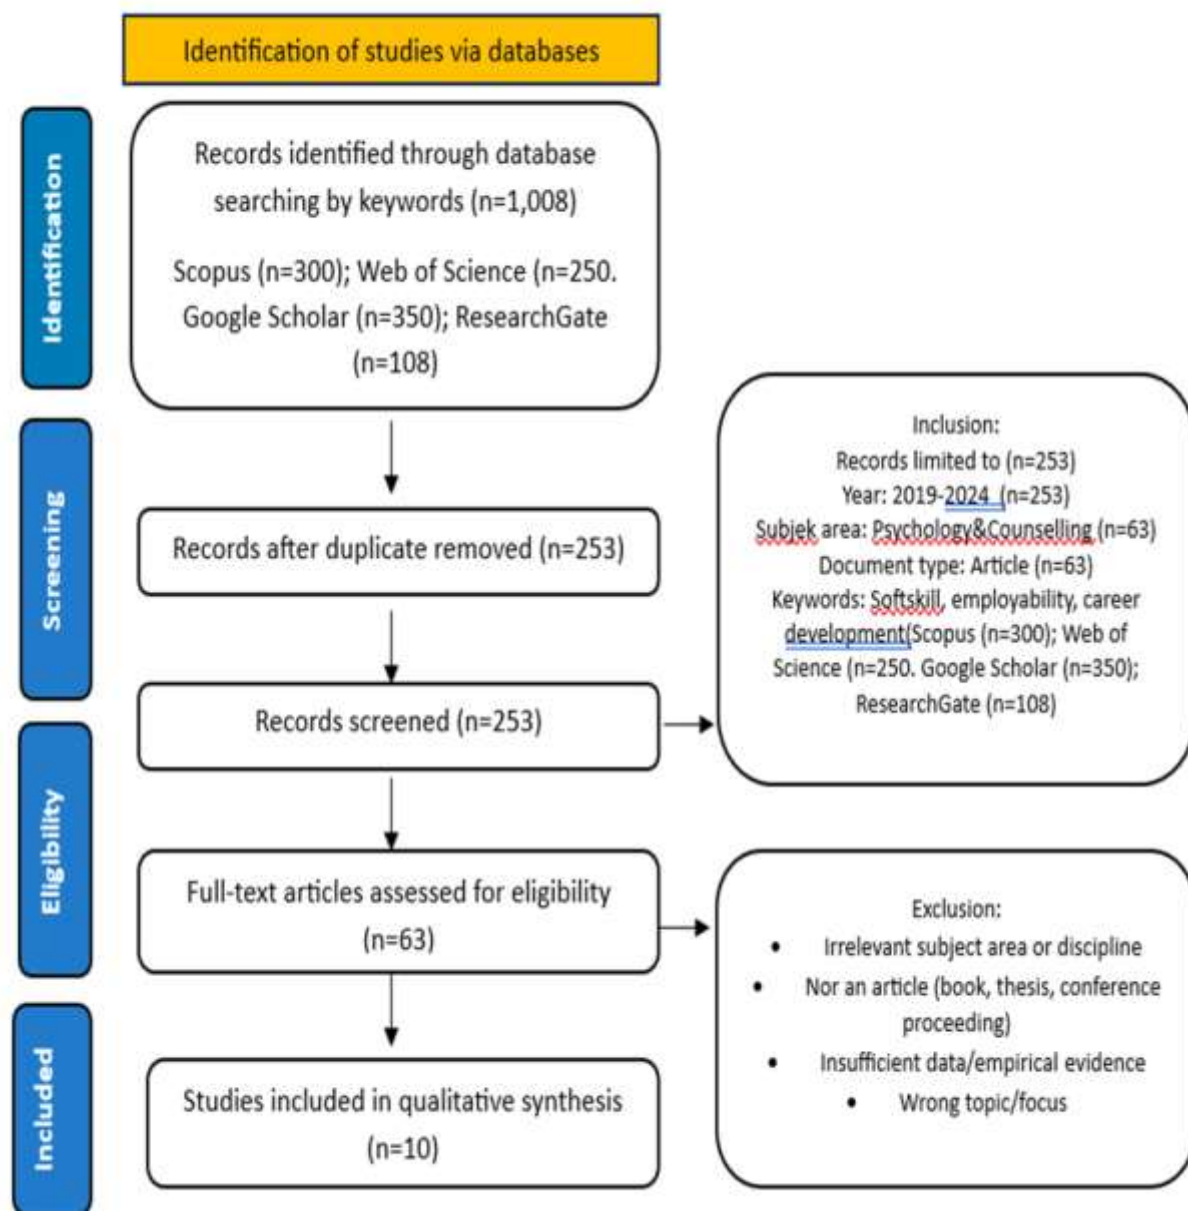 Identification of studies via databases
Identification
Records identified through database
searching by keywords (n=1,008)
Scopus (n=300); Web of Science (n=250.
Google Scholar (n=350); ResearchGate
(n=108)
Screening
Records after duplicate removed (n=253)
Records screened (n=253)
Inclusion:
Records limited to (n=253)
Year: 2019-2024 (n=253)
Subjek area: Psychology&Counselling (n=63)
Document type: Article (n=63)
Keywords: Softskill, employability, career
development(Scopus (n=300); Web of
Science (n=250. Google Scholar (n=350);
ResearchGate (n=108)
Eligibility
Full-text articles assessed for eligibility
(n=63)
Exclusion:
• Irrelevant subject area or discipline
• Nor an article (book, thesis, conference
proceeding)
• Insufficient data/empirical evidence
• Wrong topic/focus
Included
Studies included in qualitative synthesis
(n=10)